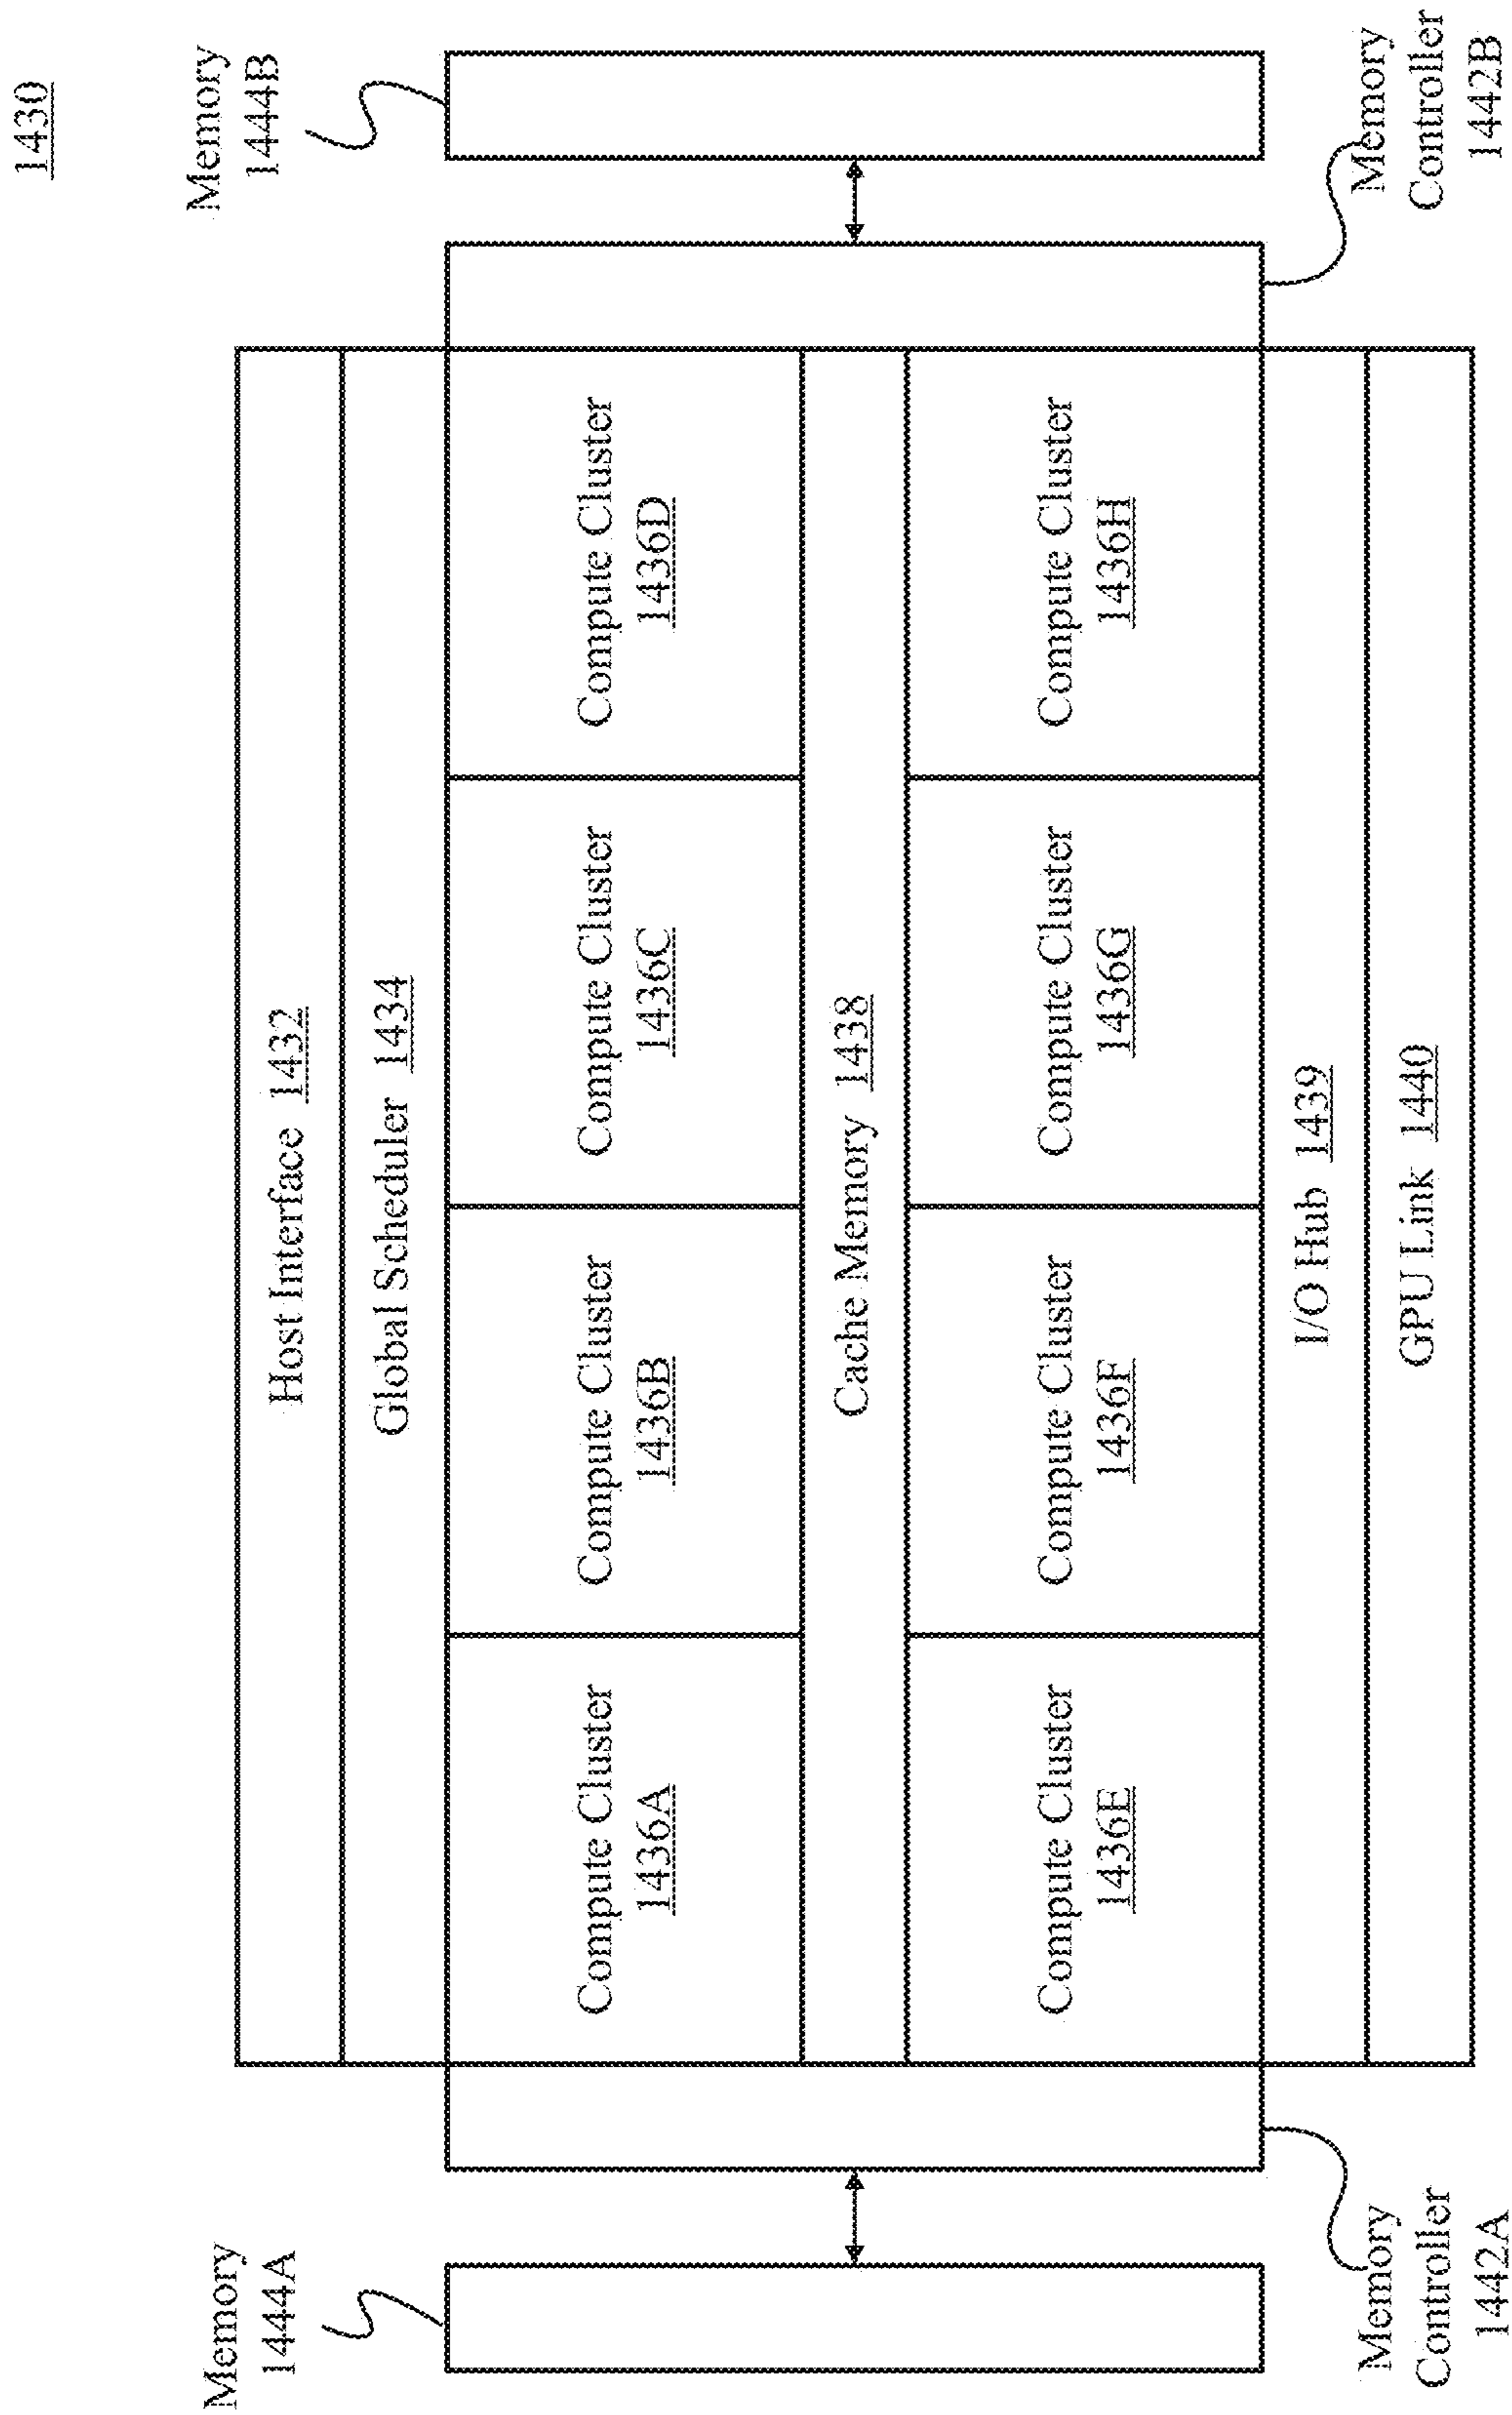 1430
Memory
1444A
Memory
1444B
Host Interface 1432
Global Scheduler 1434
Compute Cluster
1436A
Compute Cluster
1436B
Compute Cluster
1436C
Compute Cluster
1436D
Cache Memory 1438
Compute Cluster
1436E
Compute Cluster
1436F
Compute Cluster
1436G
Compute Cluster
1436H
I/O Hub 1439
GPU Link 1440
Memory
Controller
1442A
Memory
Controller
1442B